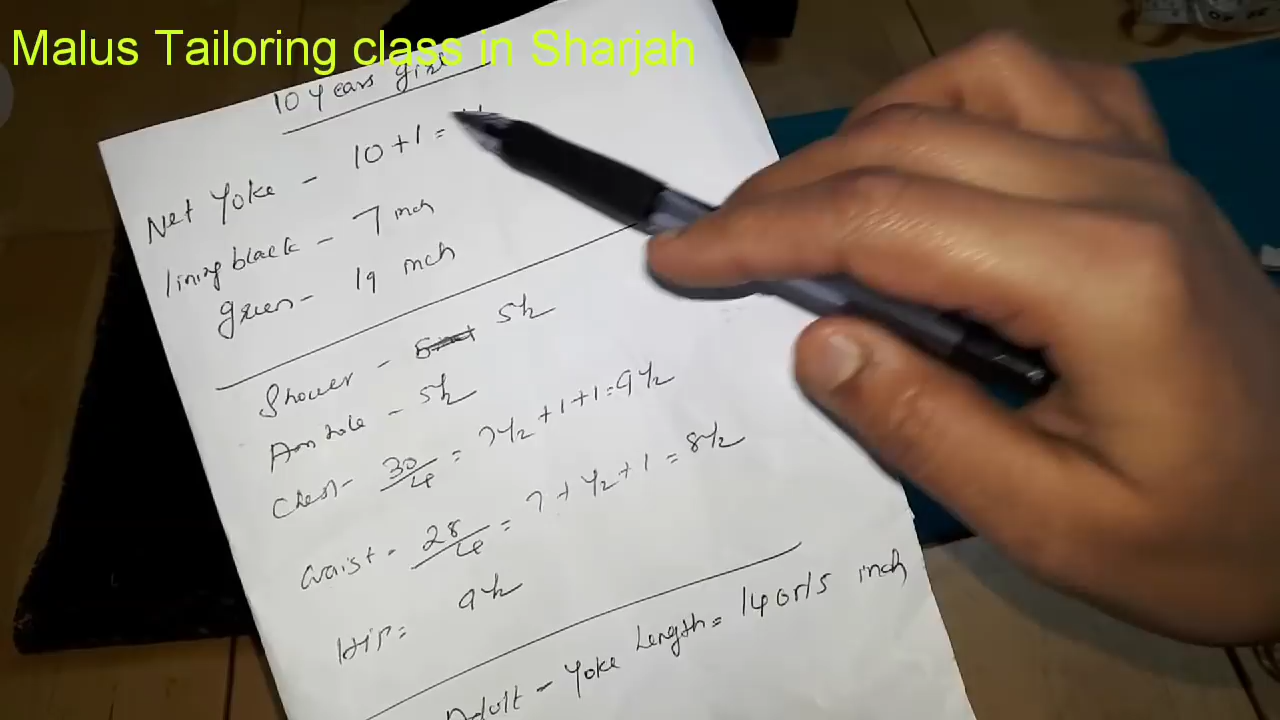 Malus Tailoring class in Sharjah
10 years girl
Net Yoke - 10+1=
lining black - 7 inch
green - 19 inch
- 5½
Am hole - 5½
Chest - 30/4 = 7½+1+1=9½
waist - 28/4 = 7+½+1=8½
HIP= 9½
Adult - Yoke Length= 14 or 15 inch